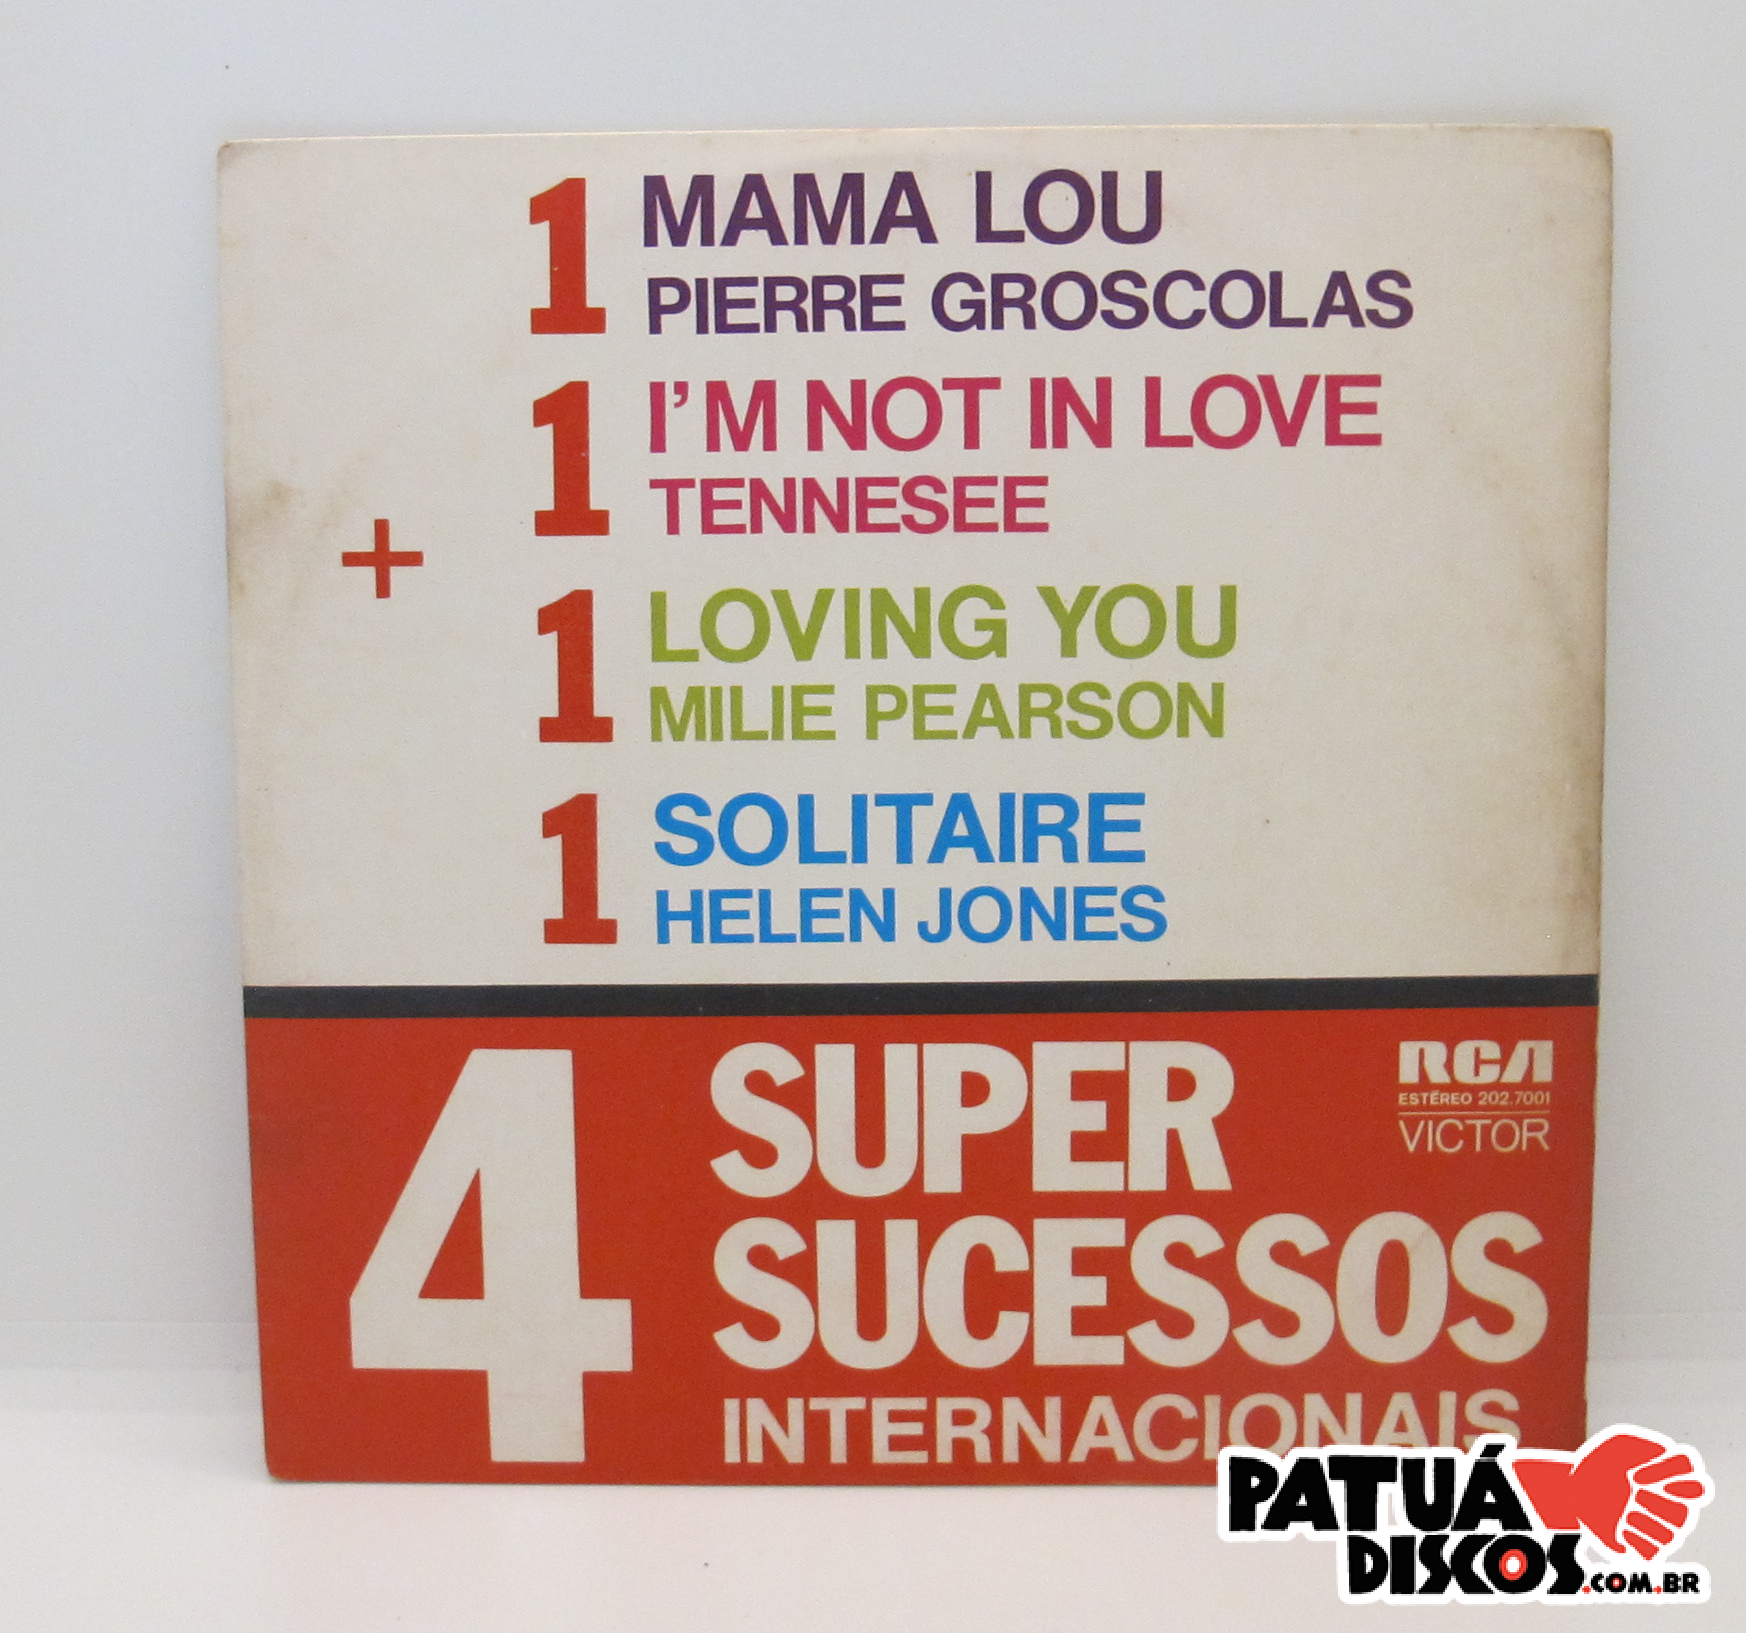 1 MAMA LOU
PIERRE GROSCOLAS
1 I'M NOT IN LOVE
TENNESEE
+
1 LOVING YOU
MILIE PEARSON
1 SOLITAIRE
HELEN JONES
4 SUPER
SUCESSOS
INTERNACIONAIS
RCA
ESTÉREO 202.7001
VICTOR
PATUÁ
DISCOS.COM.BR